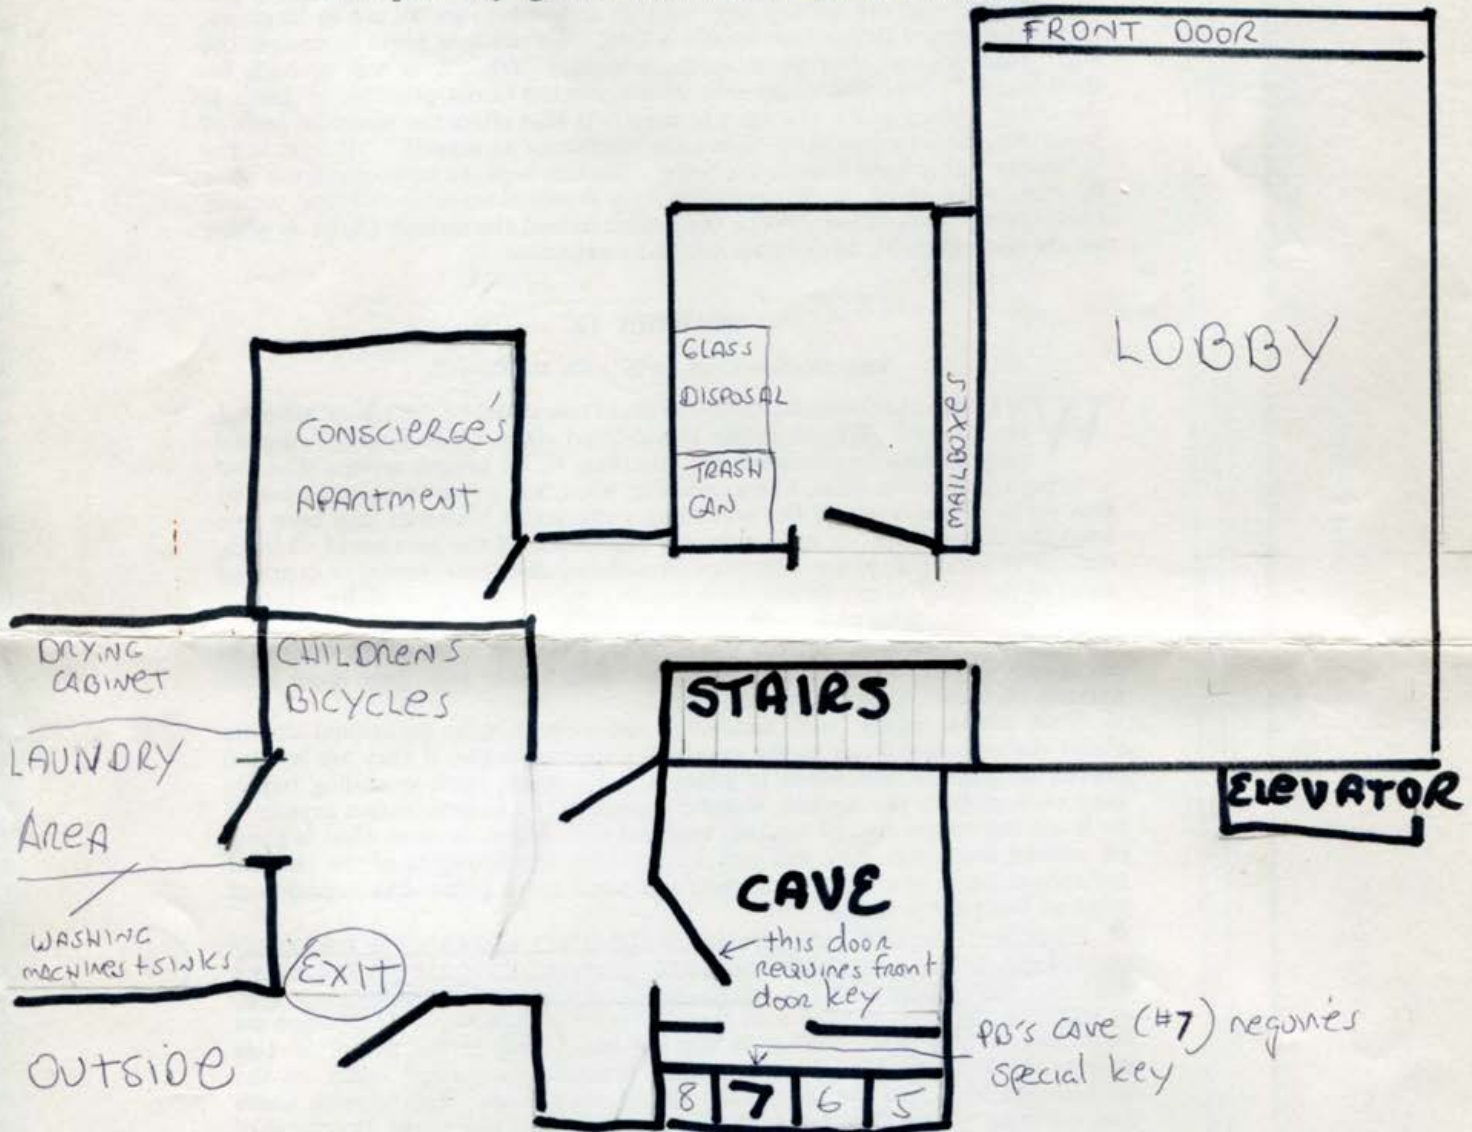 FRONT DOOR
LOBBY
GLASS
DISPOSAL
TRASH
CAN
MAILBOXES
CONSCIERGE'S
APARTMENT
DRYING
CABINET
CHILDRENS
BICYCLES
STAIRS
LAUNDRY
AREA
ELEVATOR
CAVE
this door
requires front
door key
WASHING
MACHINES + SINKS
EXIT
PB'S CAVE (#7) requires
special key
OUTSIDE
8 7 6 5